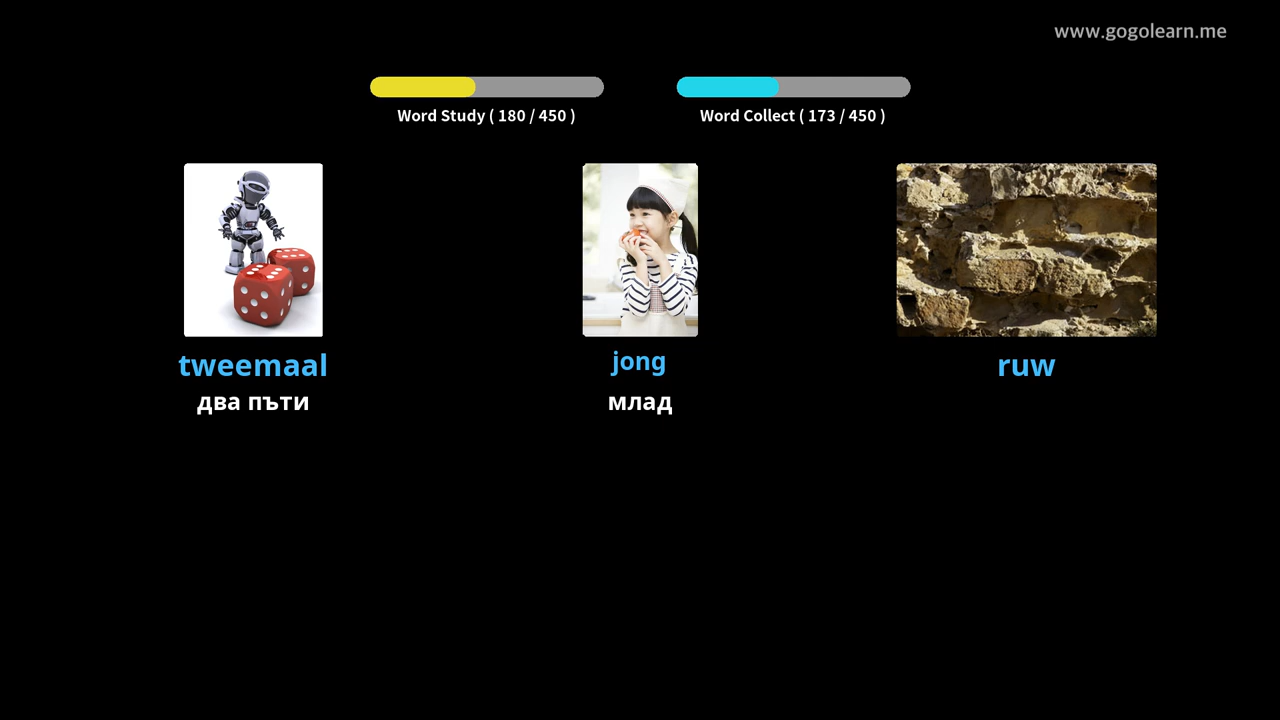 www.gogolearn.me
Word Study ( 180 / 450 )
Word Collect ( 173 / 450 )
tweemaal
два пъти
jong
млад
ruw